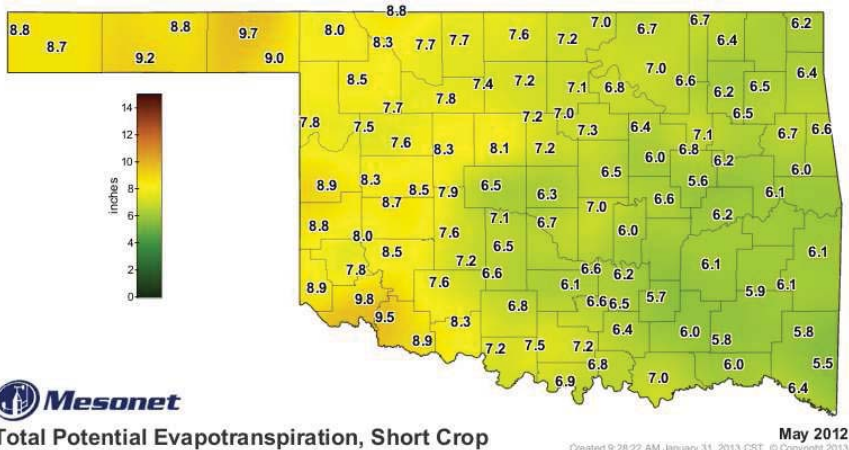 8.8
8.8 8.8 9.7 8.0 7.0 6.7 6.7 6.2
8.7 9.2 9.0 8.3 7.7 7.7 7.6 7.2 6.4
8.5 7.4 7.2 7.1 6.8 7.0 6.6 6.2 6.5 6.4
7.7 7.8 7.2 7.0 6.5
7.8 7.5 7.6 8.3 8.1 7.2 7.3 6.4 7.1 6.7 6.6
6.0 6.8 6.2 6.0
8.9 8.3 8.5 7.9 6.5 6.3 6.5 5.6 6.1
8.7 7.0 6.6 6.2
8.8 8.0 7.6 7.1 6.7 6.0
8.5 6.5 6.1
7.8 7.2 6.6 6.6 6.2 6.1
8.9 7.6 6.1 5.7 5.9 6.1
9.8 6.8 6.6 6.5
9.5 8.3 6.4 6.0 5.8 5.8
8.9 7.2 7.5 7.2
6.8 6.0 5.5
6.9 7.0 6.4
14
12
10
8
6
4
2
0
inches
Mesonet
Total Potential Evapotranspiration, Short Crop
May 2012
Created 9:28:22 AM January 31, 2013 CST. © Copyright 2013